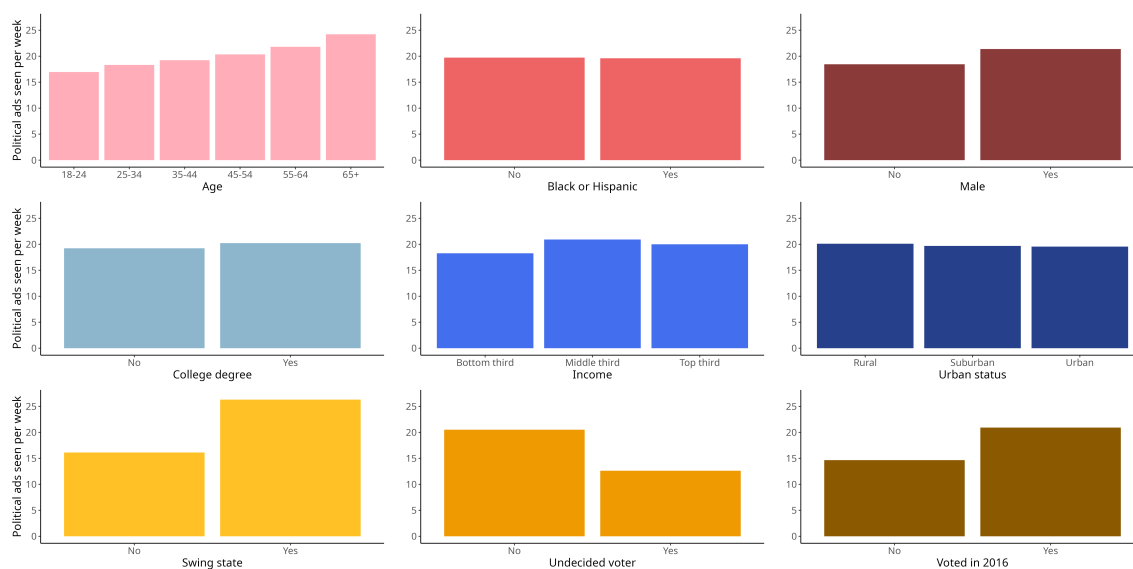 Political ads seen per week
25
20
15
10
5
0
18-24 25-34 35-44 45-54 55-64 65+
Age
25
20
15
10
5
0
No Yes
Black or Hispanic
25
20
15
10
5
0
No Yes
Male
Political ads seen per week
25
20
15
10
5
0
No Yes
College degree
25
20
15
10
5
0
Bottom third Middle third Top third
Income
25
20
15
10
5
0
Rural Suburban Urban
Urban status
Political ads seen per week
25
20
15
10
5
0
No Yes
Swing state
25
20
15
10
5
0
No Yes
Undecided voter
25
20
15
10
5
0
No Yes
Voted in 2016